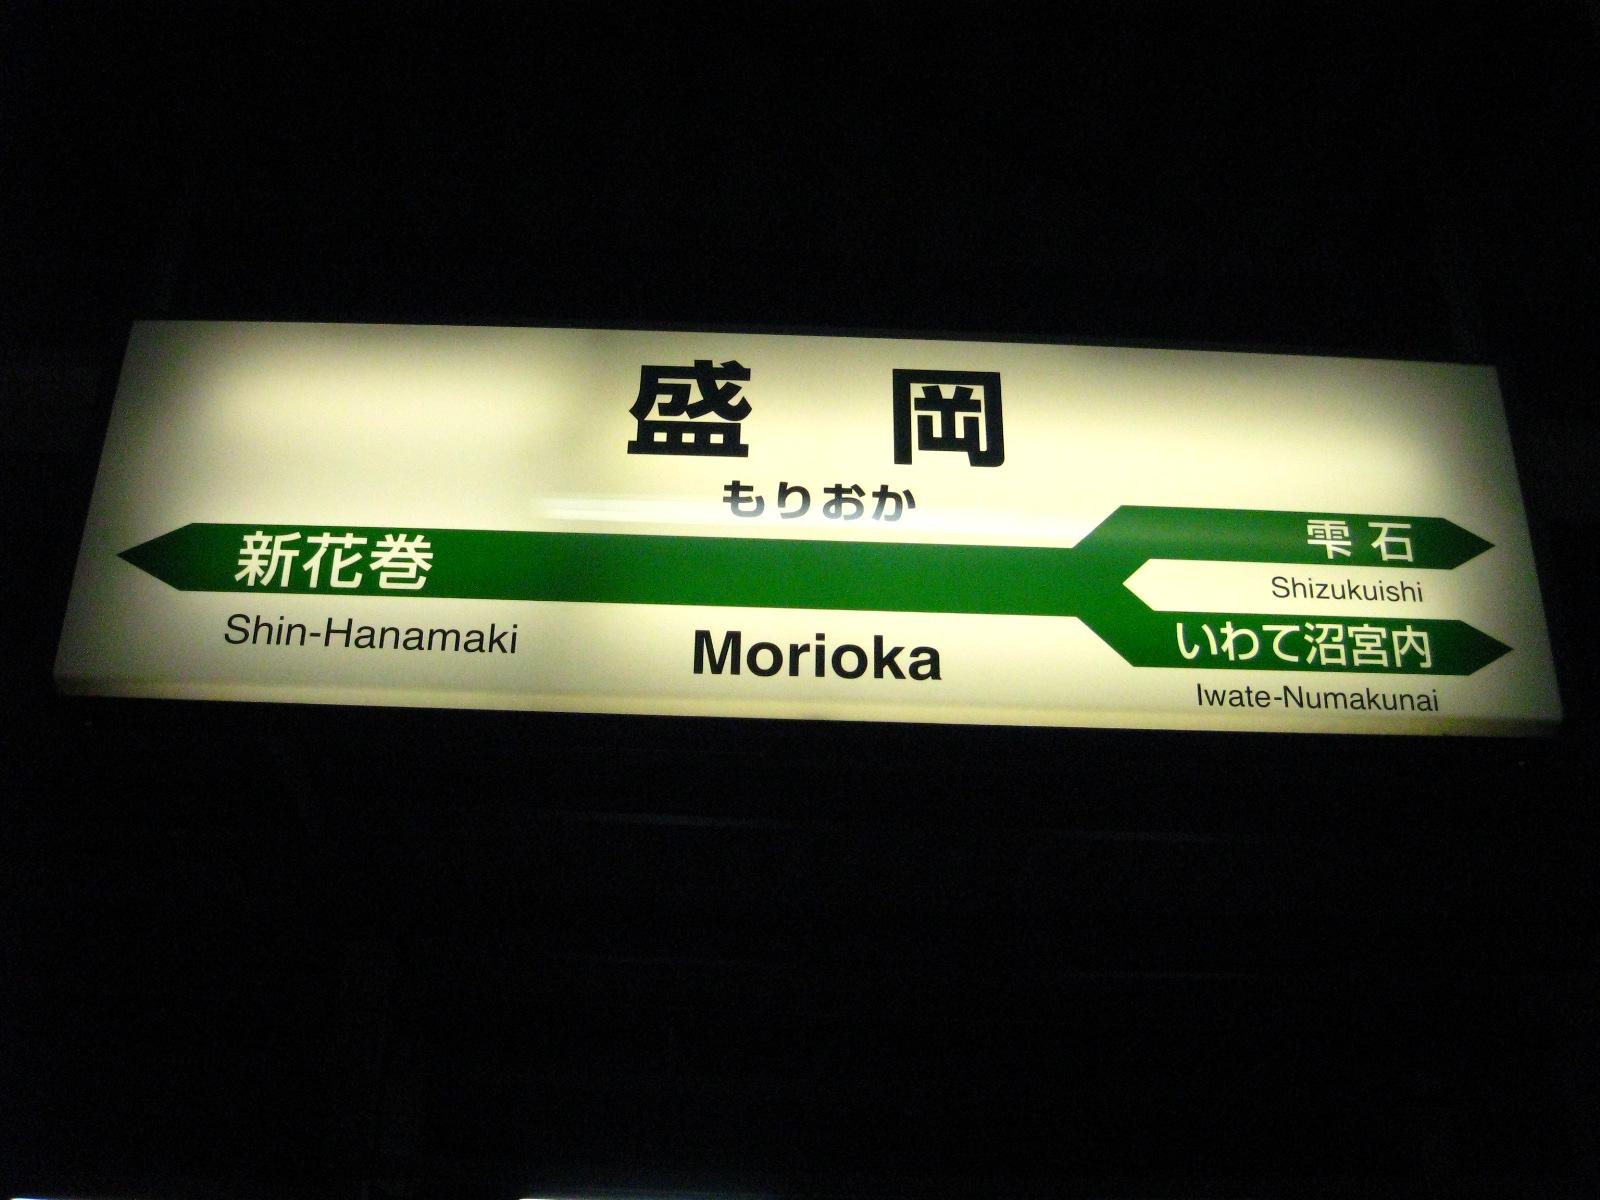 盛岡
もりおか
新花巻
Shin-Hanamaki
Morioka
雫石
Shizukuishi
いわて沼宮内
Iwate-Numakunai